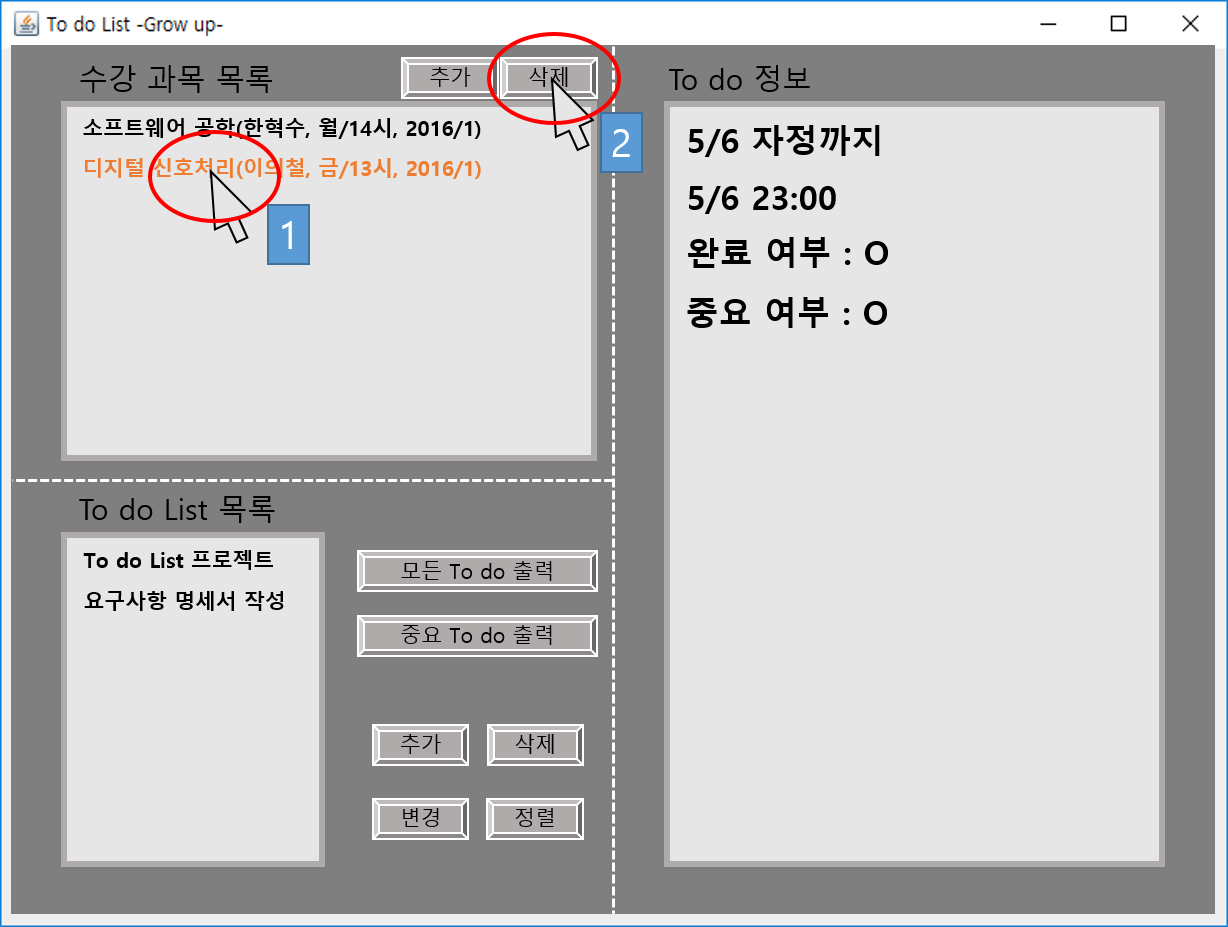 To do List -Grow up-
수강 과목 목록
추가
삭제
소프트웨어 공학(한혁수, 월/14시, 2016/1)
디지털 신호처리(이의철, 금/13시, 2016/1)
1
2
To do List 목록
To do List 프로젝트
요구사항 명세서 작성
모든 To do 출력
중요 To do 출력
추가
삭제
변경
정렬
To do 정보
5/6 자정까지
5/6 23:00
완료 여부 : O
중요 여부 : O